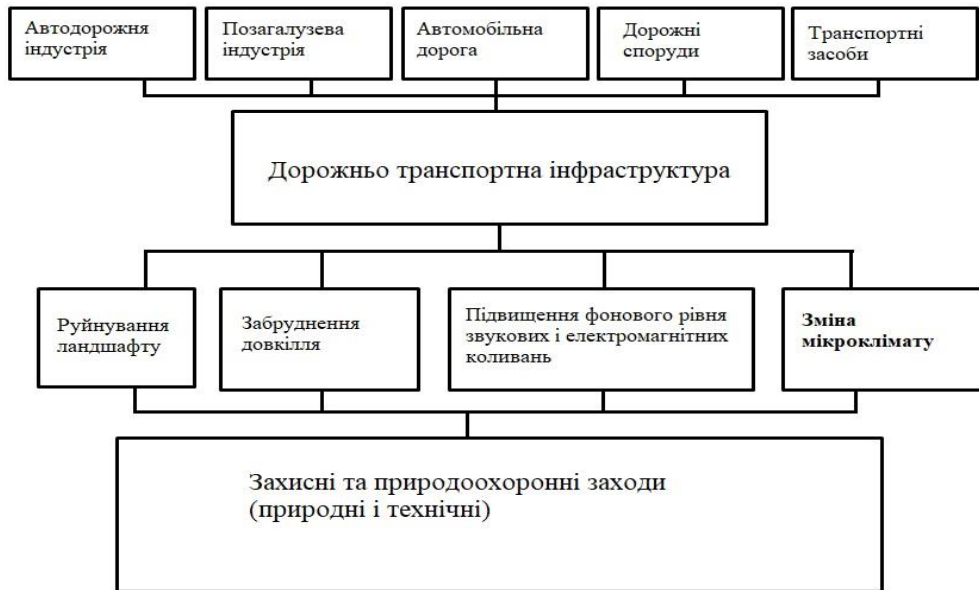 Автодорожня
індустрія
Позагалузева
індустрія
Автомобільна
дорога
Дорожні
споруди
Транспортні
засоби
Дорожньо транспортна інфраструктура
Руйнування
ландшафту
Забруднення
довкілля
Підвищення фонового рівня
звукових і електромагнітних
коливань
Зміна
мікроклімату
Захисні та природоохоронні заходи
(природні і технічні)